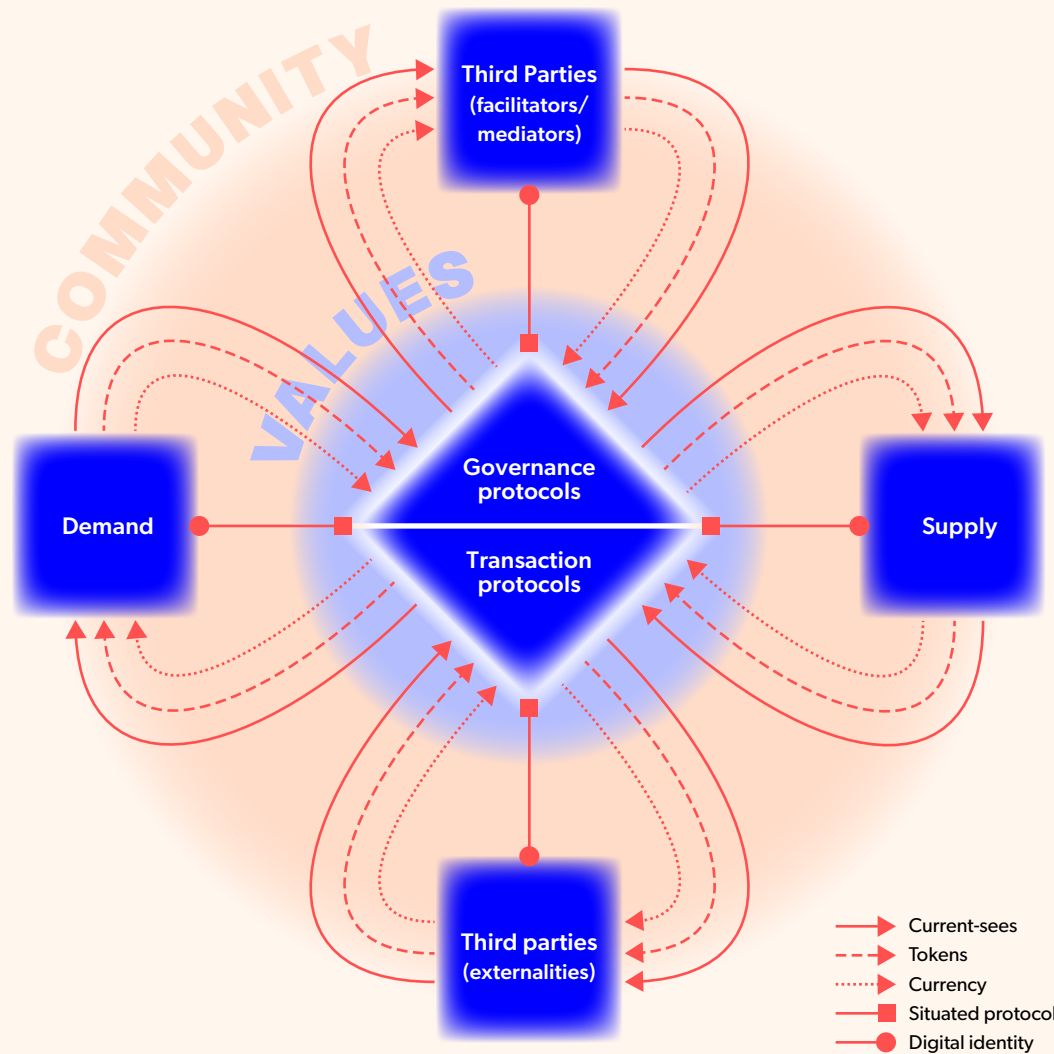 COMMUNITY
VALUES
Third Parties
(facilitators/
mediators)
Governance
protocols
Demand
Supply
Transaction
protocols
Third parties
(externalities)
Current-sees
Tokens
Currency
Situated protocol
Digital identity